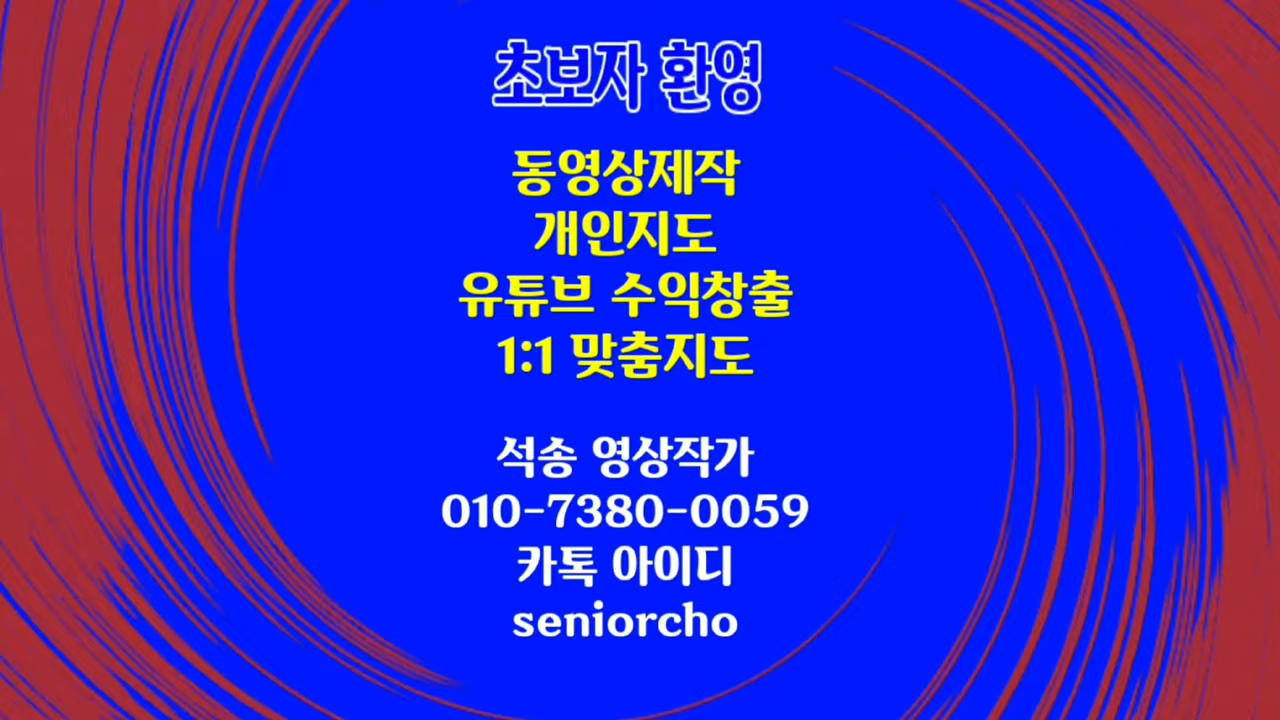 초보자 환영
동영상제작
개인지도
유튜브 수익창출
1:1 맞춤지도
석송 영상작가
010-7380-0059
카톡 아이디
seniorcho